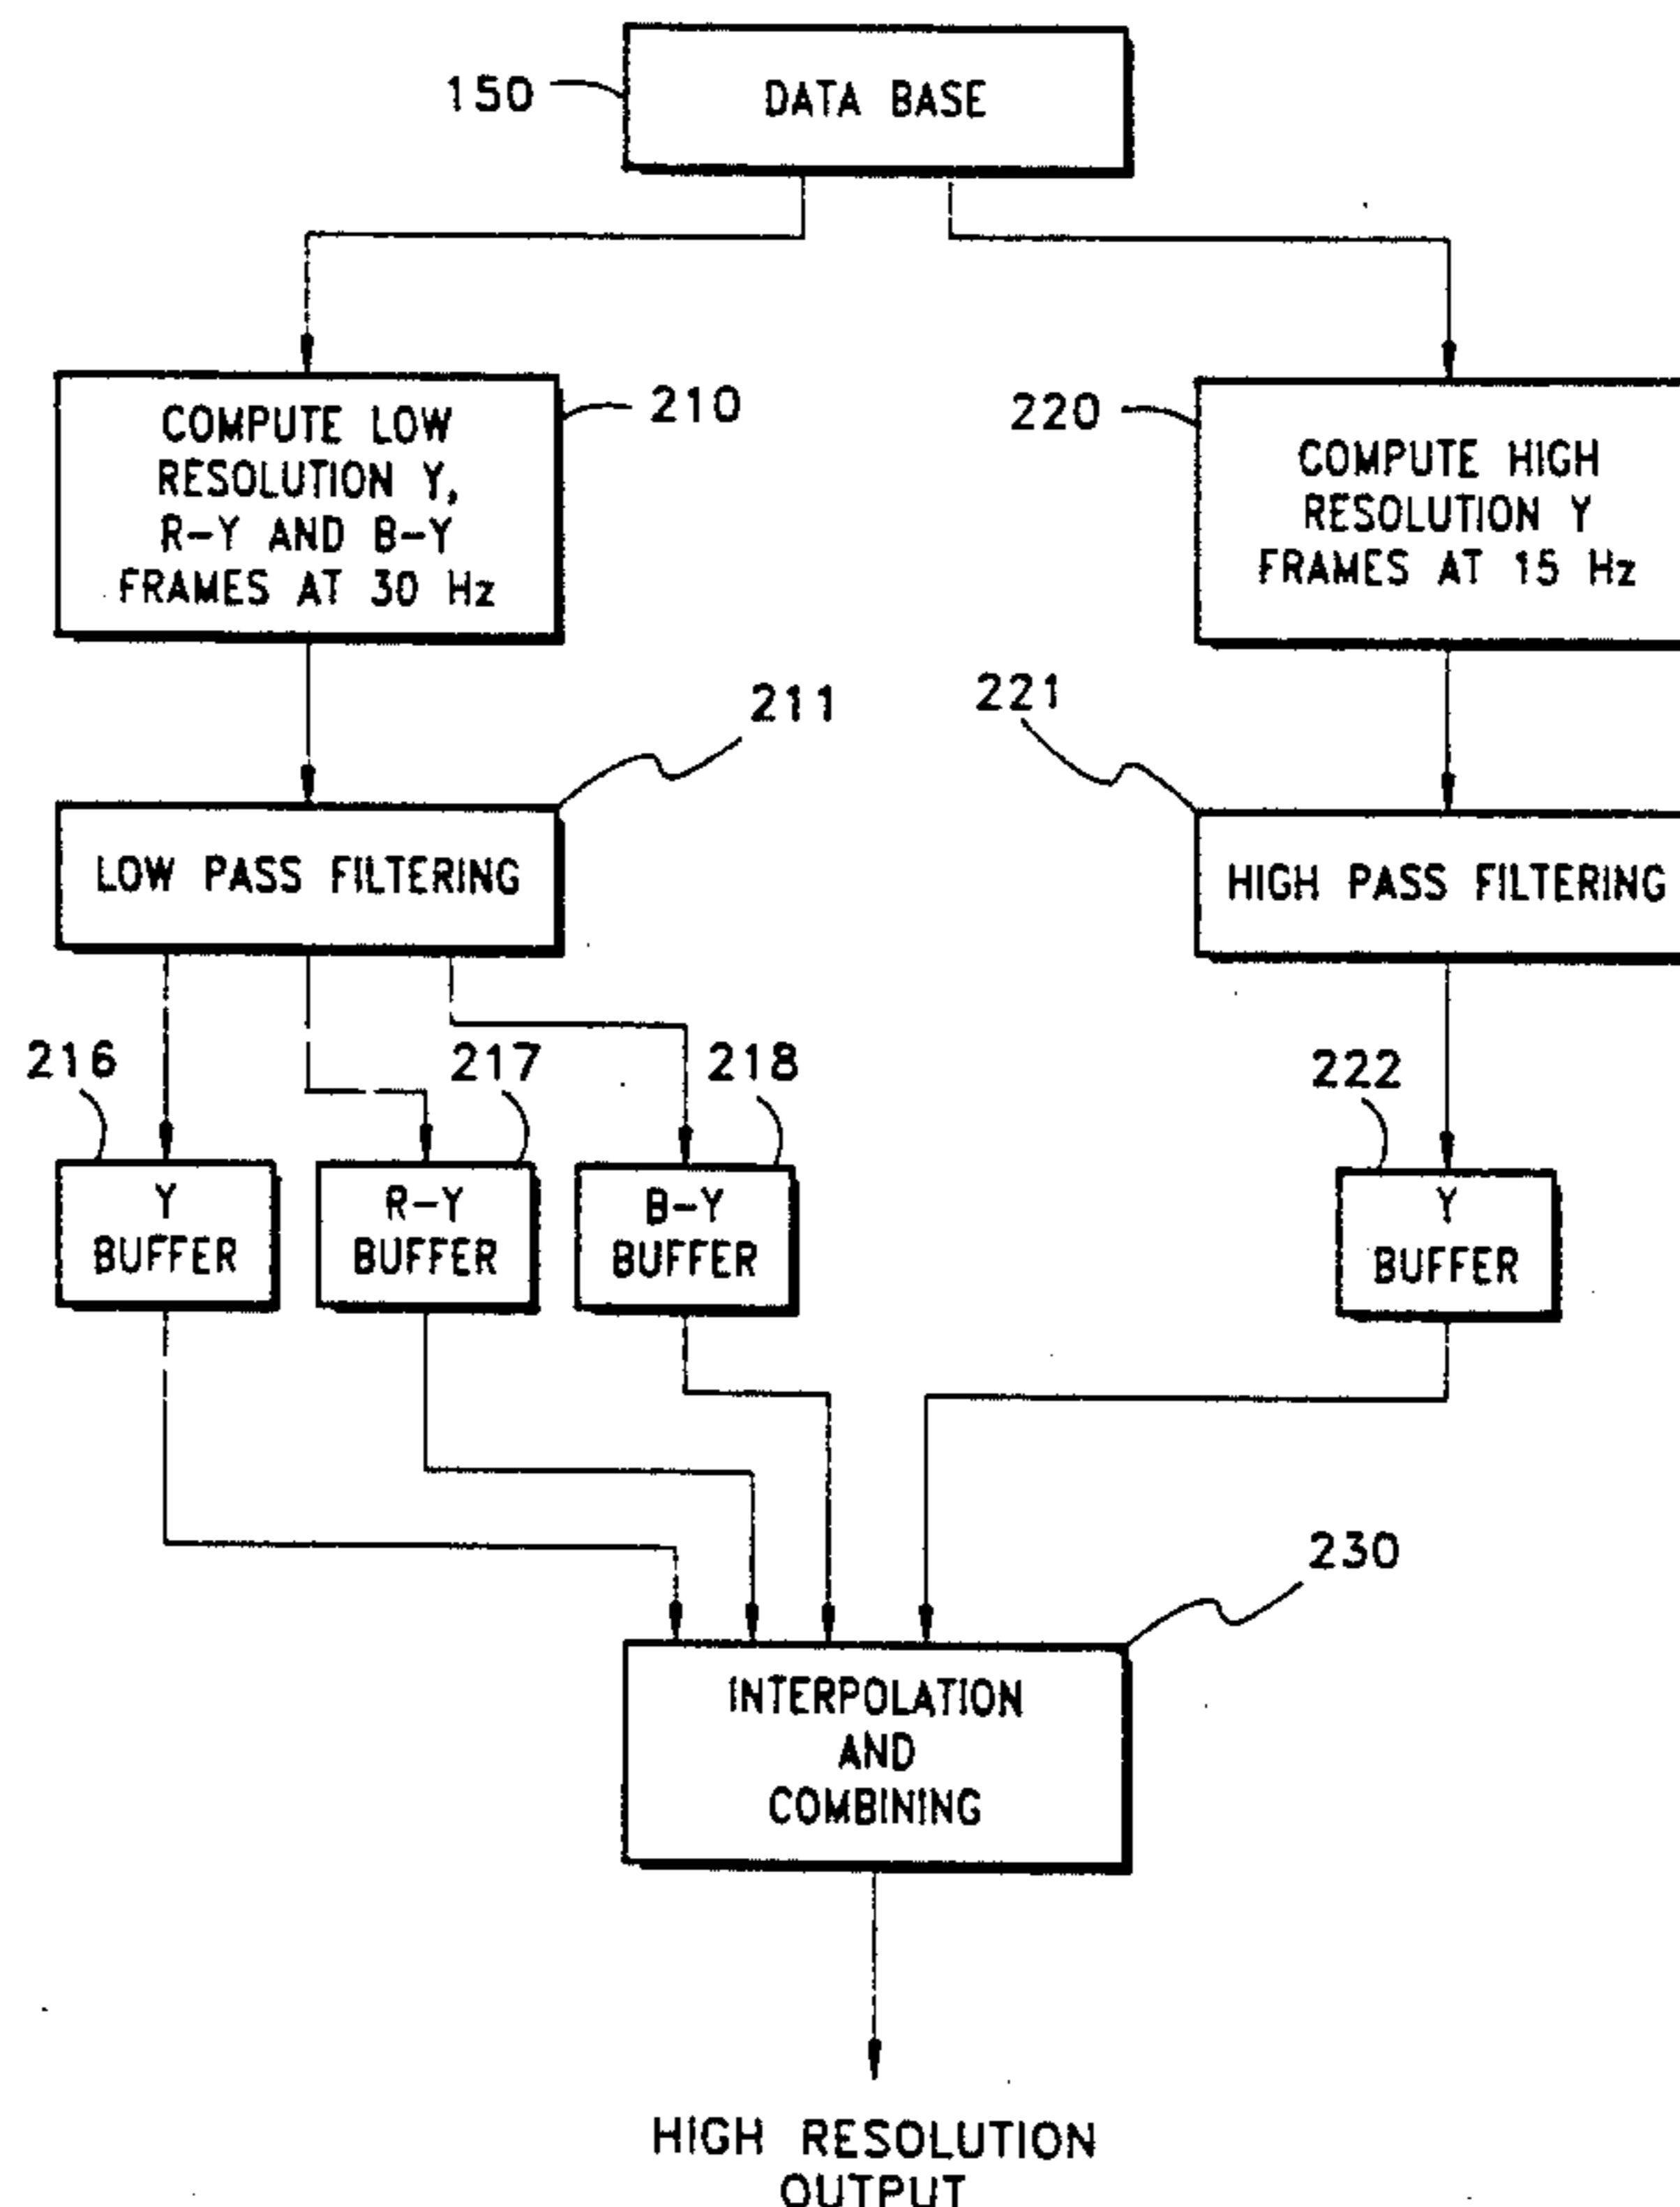 150
DATA BASE
COMPUTE LOW
RESOLUTION Y,
R-Y AND B-Y
FRAMES AT 30 Hz
210
220
COMPUTE HIGH
RESOLUTION Y
FRAMES AT 15 Hz
211
221
LOW PASS FILTERING
HIGH PASS FILTERING
216
217
218
222
Y
BUFFER
R-Y
BUFFER
B-Y
BUFFER
Y
BUFFER
230
INTERPOLATION
AND
COMBINING
HIGH RESOLUTION
OUTPUT